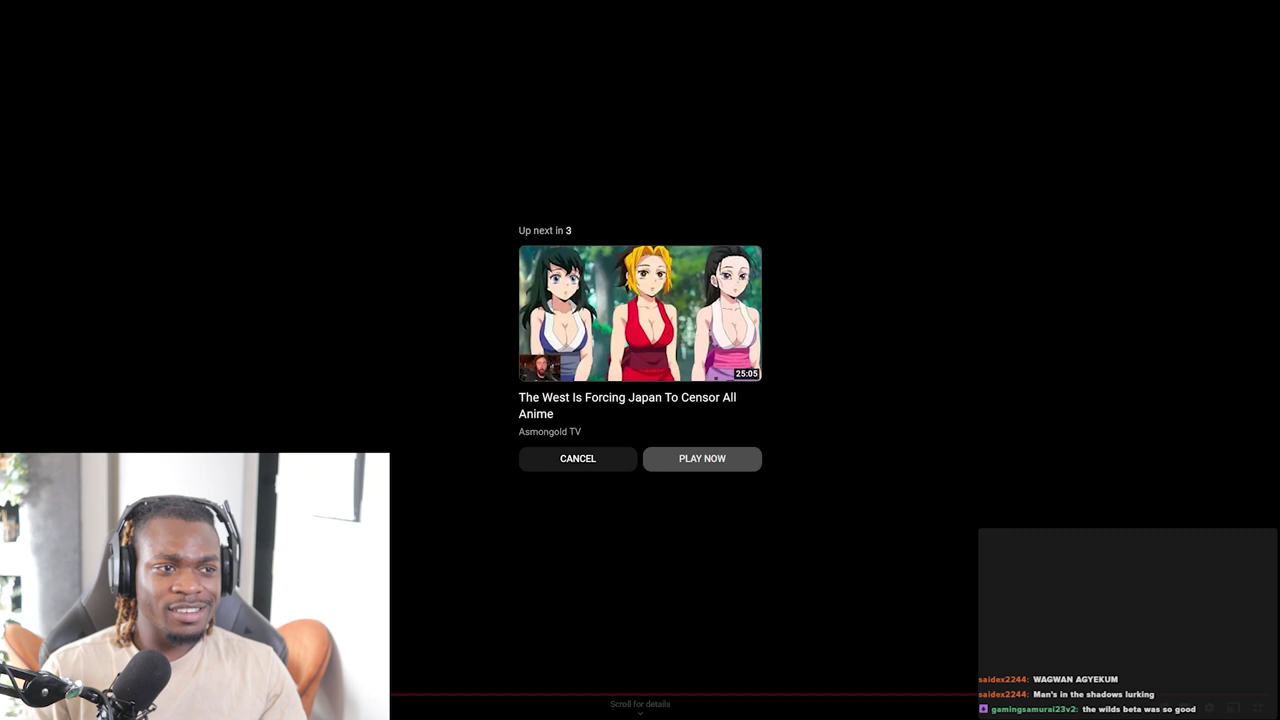 Up next in 3
25:05
The West Is Forcing Japan To Censor All
Anime
Asmongold TV
CANCEL
PLAY NOW
saidex2244: WAGWAN AGYEKUM
saidex2244: Man's in the shadows lurking
gamingsamurai23v2: the wilds beta was so good
Scroll for details